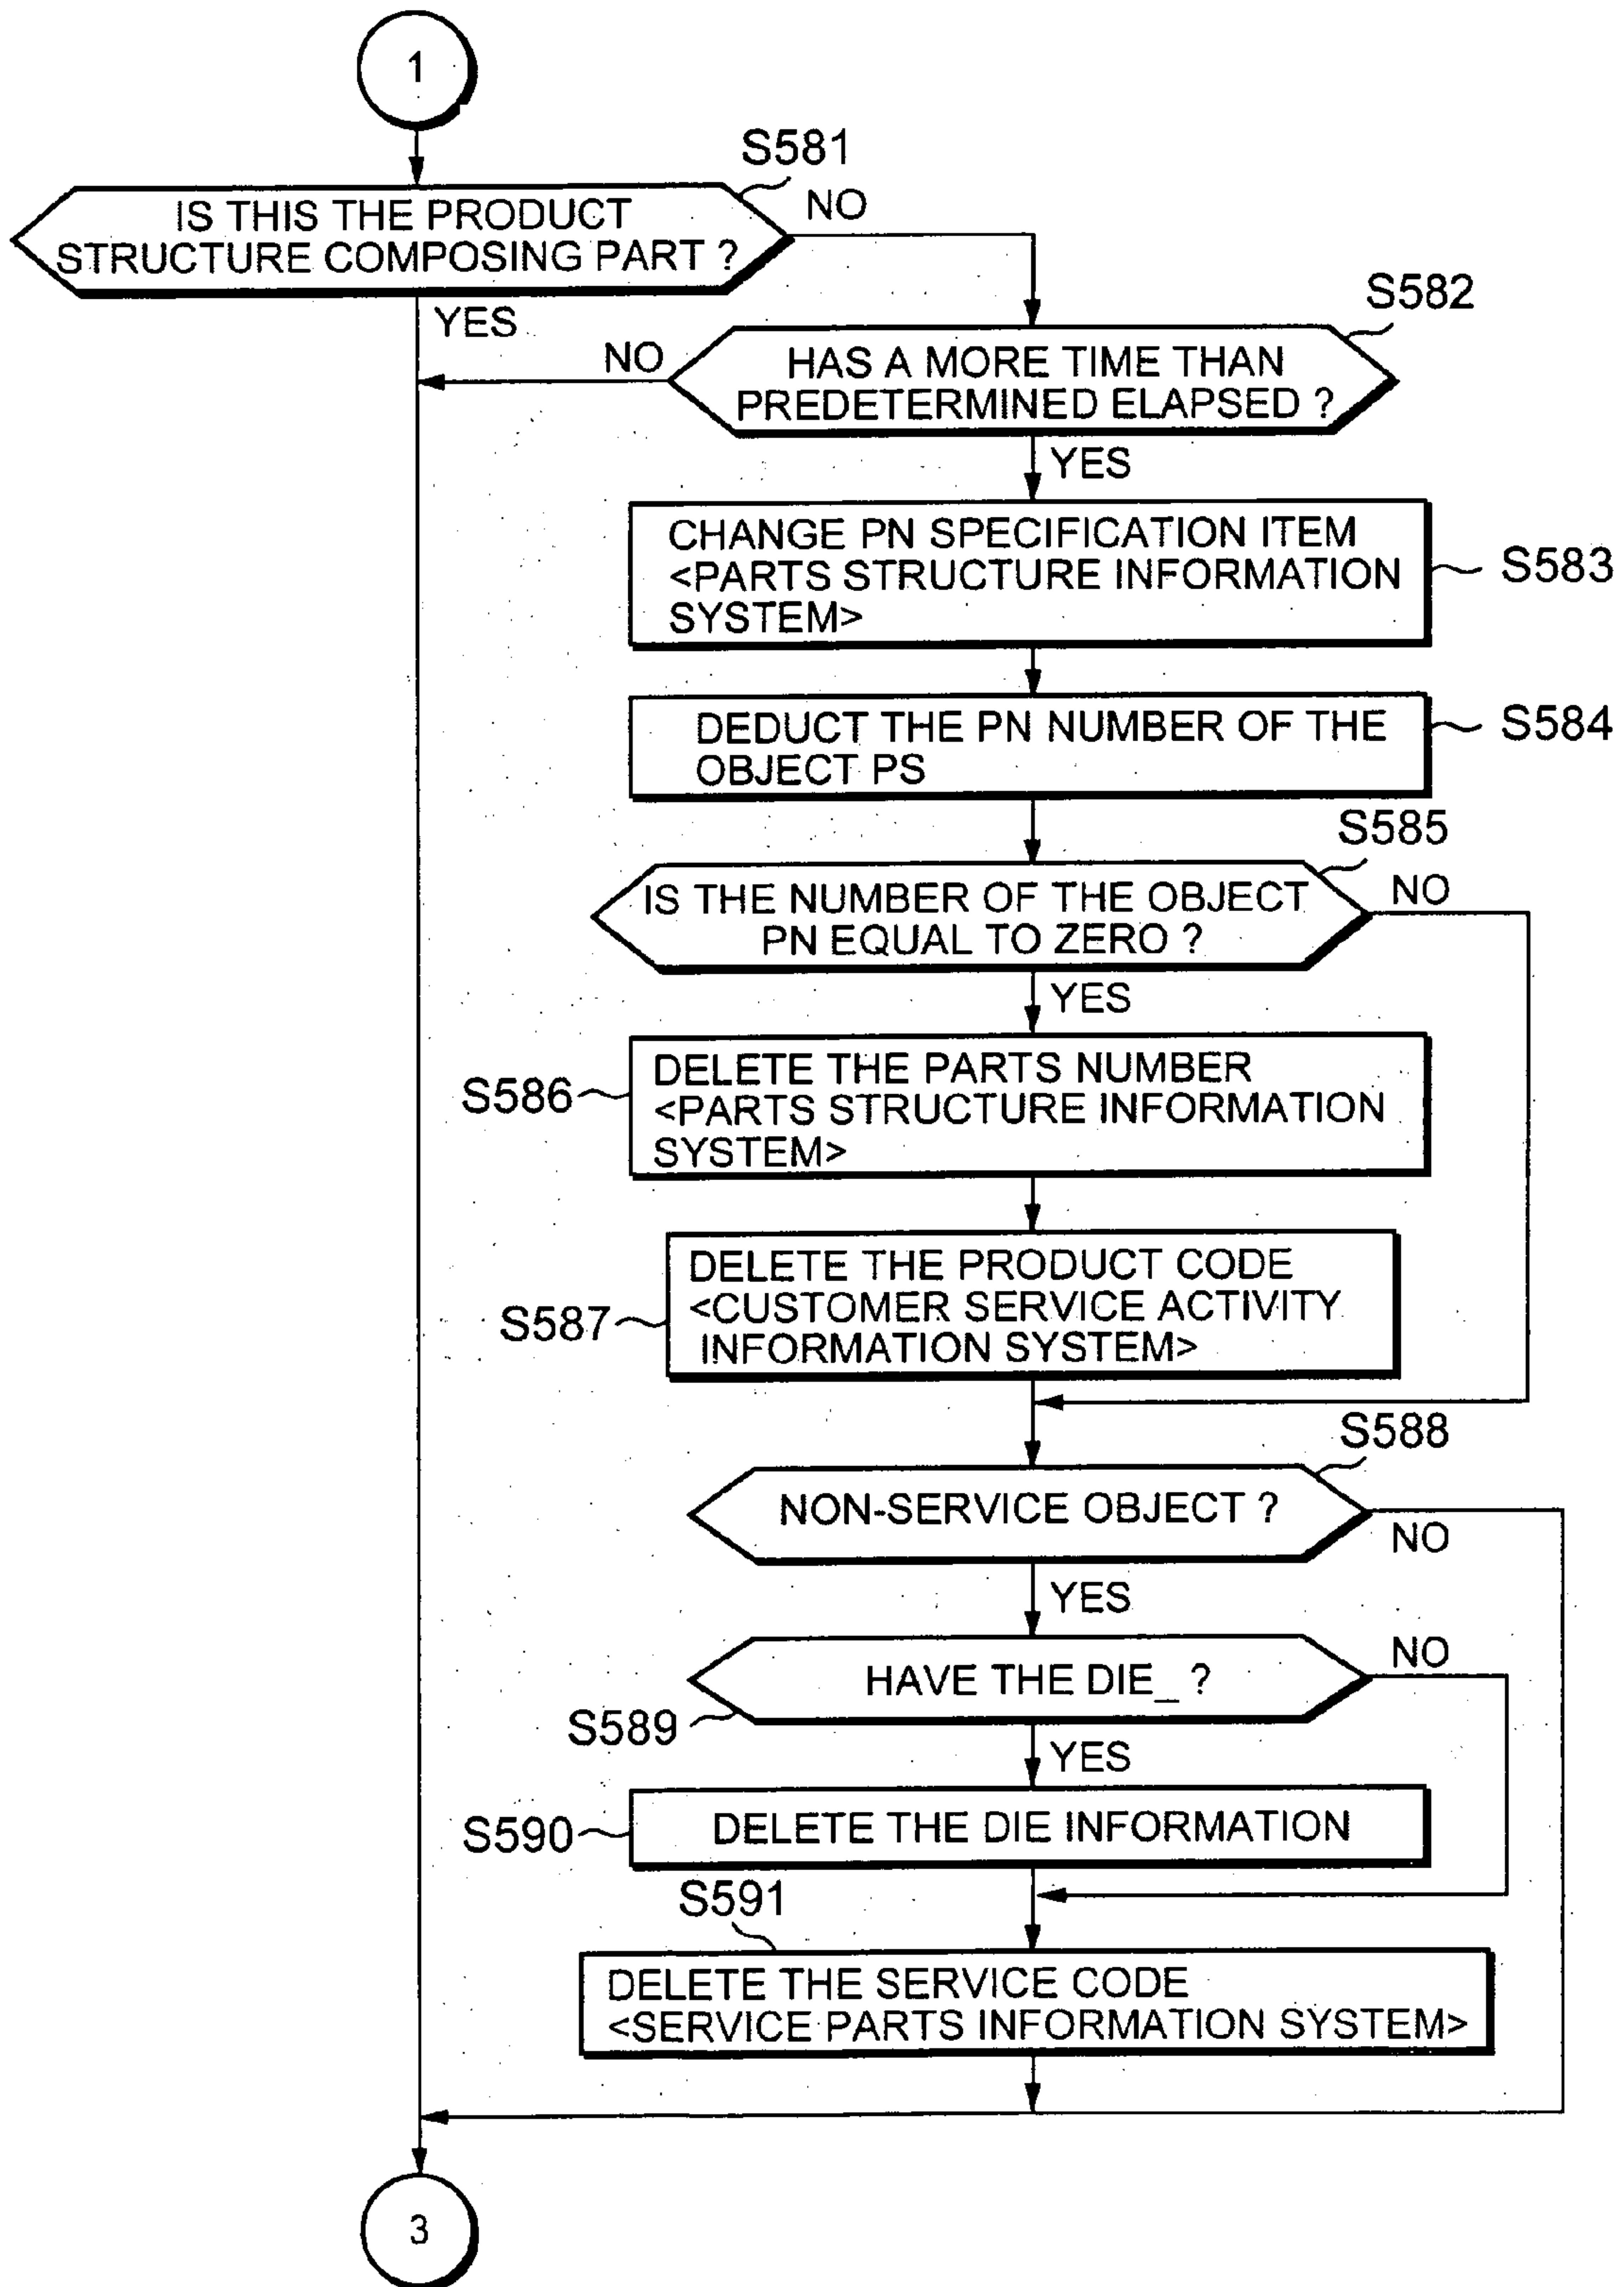 1
S581
IS THIS THE PRODUCT
STRUCTURE COMPOSING PART ?
NO
YES
S582
HAS A MORE TIME THAN
PREDETERMINED ELAPSED ?
NO
YES
CHANGE PN SPECIFICATION ITEM
<PARTS STRUCTURE INFORMATION
SYSTEM>
S583
DEDUCT THE PN NUMBER OF THE
OBJECT PS
S584
S585
IS THE NUMBER OF THE OBJECT
PN EQUAL TO ZERO ?
NO
YES
S586
DELETE THE PARTS NUMBER
<PARTS STRUCTURE INFORMATION
SYSTEM>
S587
DELETE THE PRODUCT CODE
<CUSTOMER SERVICE ACTIVITY
INFORMATION SYSTEM>
S588
NON-SERVICE OBJECT ?
NO
YES
HAVE THE DIE_ ?
NO
S589
YES
S590
DELETE THE DIE INFORMATION
S591
DELETE THE SERVICE CODE
<SERVICE PARTS INFORMATION SYSTEM>
3